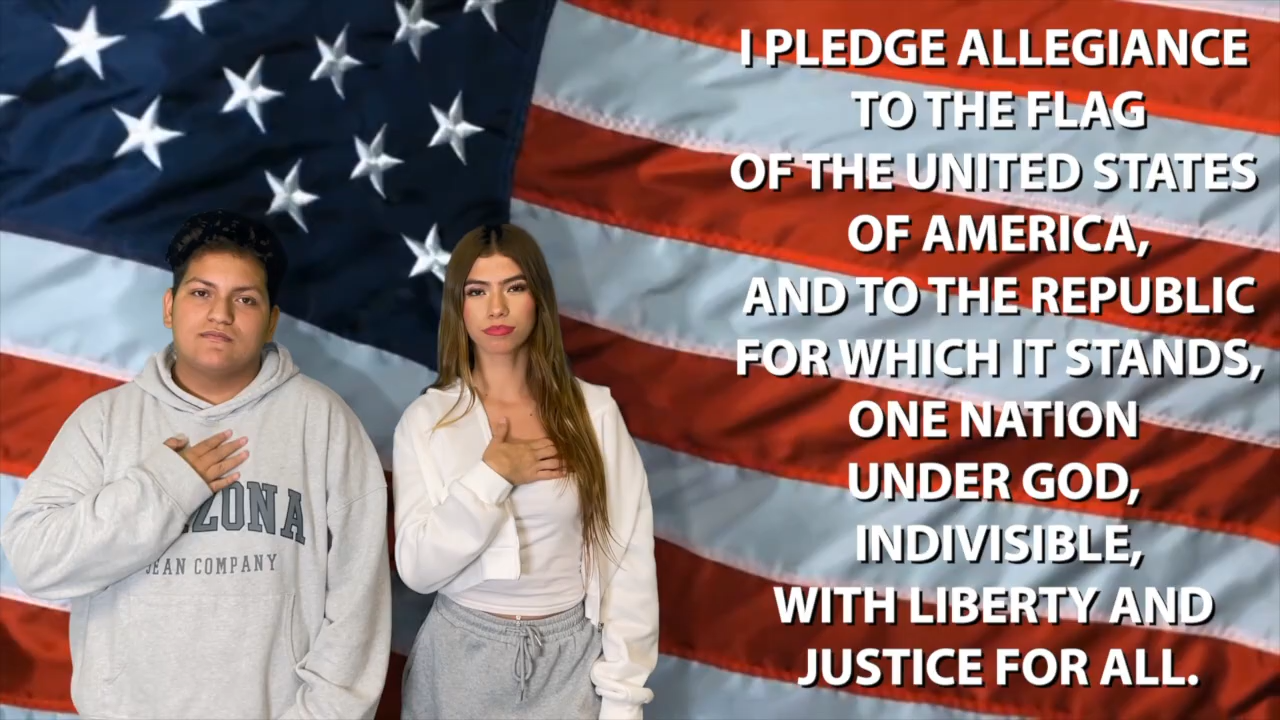 I PLEDGE ALLEGIANCE
TO THE FLAG
OF THE UNITED STATES
OF AMERICA,
AND TO THE REPUBLIC
FOR WHICH IT STANDS,
ONE NATION
UNDER GOD,
INDIVISIBLE,
WITH LIBERTY AND
JUSTICE FOR ALL.
ZONA
JEAN COMPANY